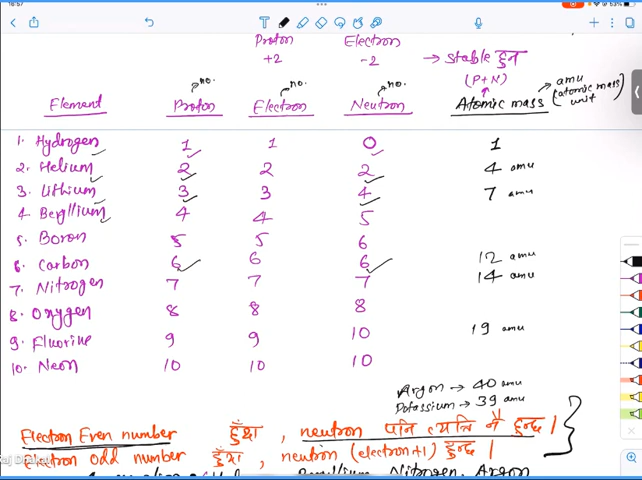 18:57
Proton Electron
+2 -2 → stable हुन
no. no. no. (P+N) amu
Element Proton Electron Neutron Atomic mass (atomic mass unit)
1. Hydrogen 1 1 0 1
2. Helium 2 2 2 4 amu
3. Lithium 3 3 4 7 amu
4. Beryllium 4 4 5
5. Boron 5 5 6
6. Carbon 6 6 6 12 amu
7. Nitrogen 7 7 7 14 amu
8. Oxygen 8 8 8
9. Fluorine 9 9 10 19 amu
10. Neon 10 10 10
Argon → 40 amu
Potassium → 39 amu
Electron Even number हुँदा, neutron पनि त्यति नै हुन्छ।
Electron odd number हुँदा, neutron (electron+1) हुन्छ।
Beryllium, Nitrogen, Argon